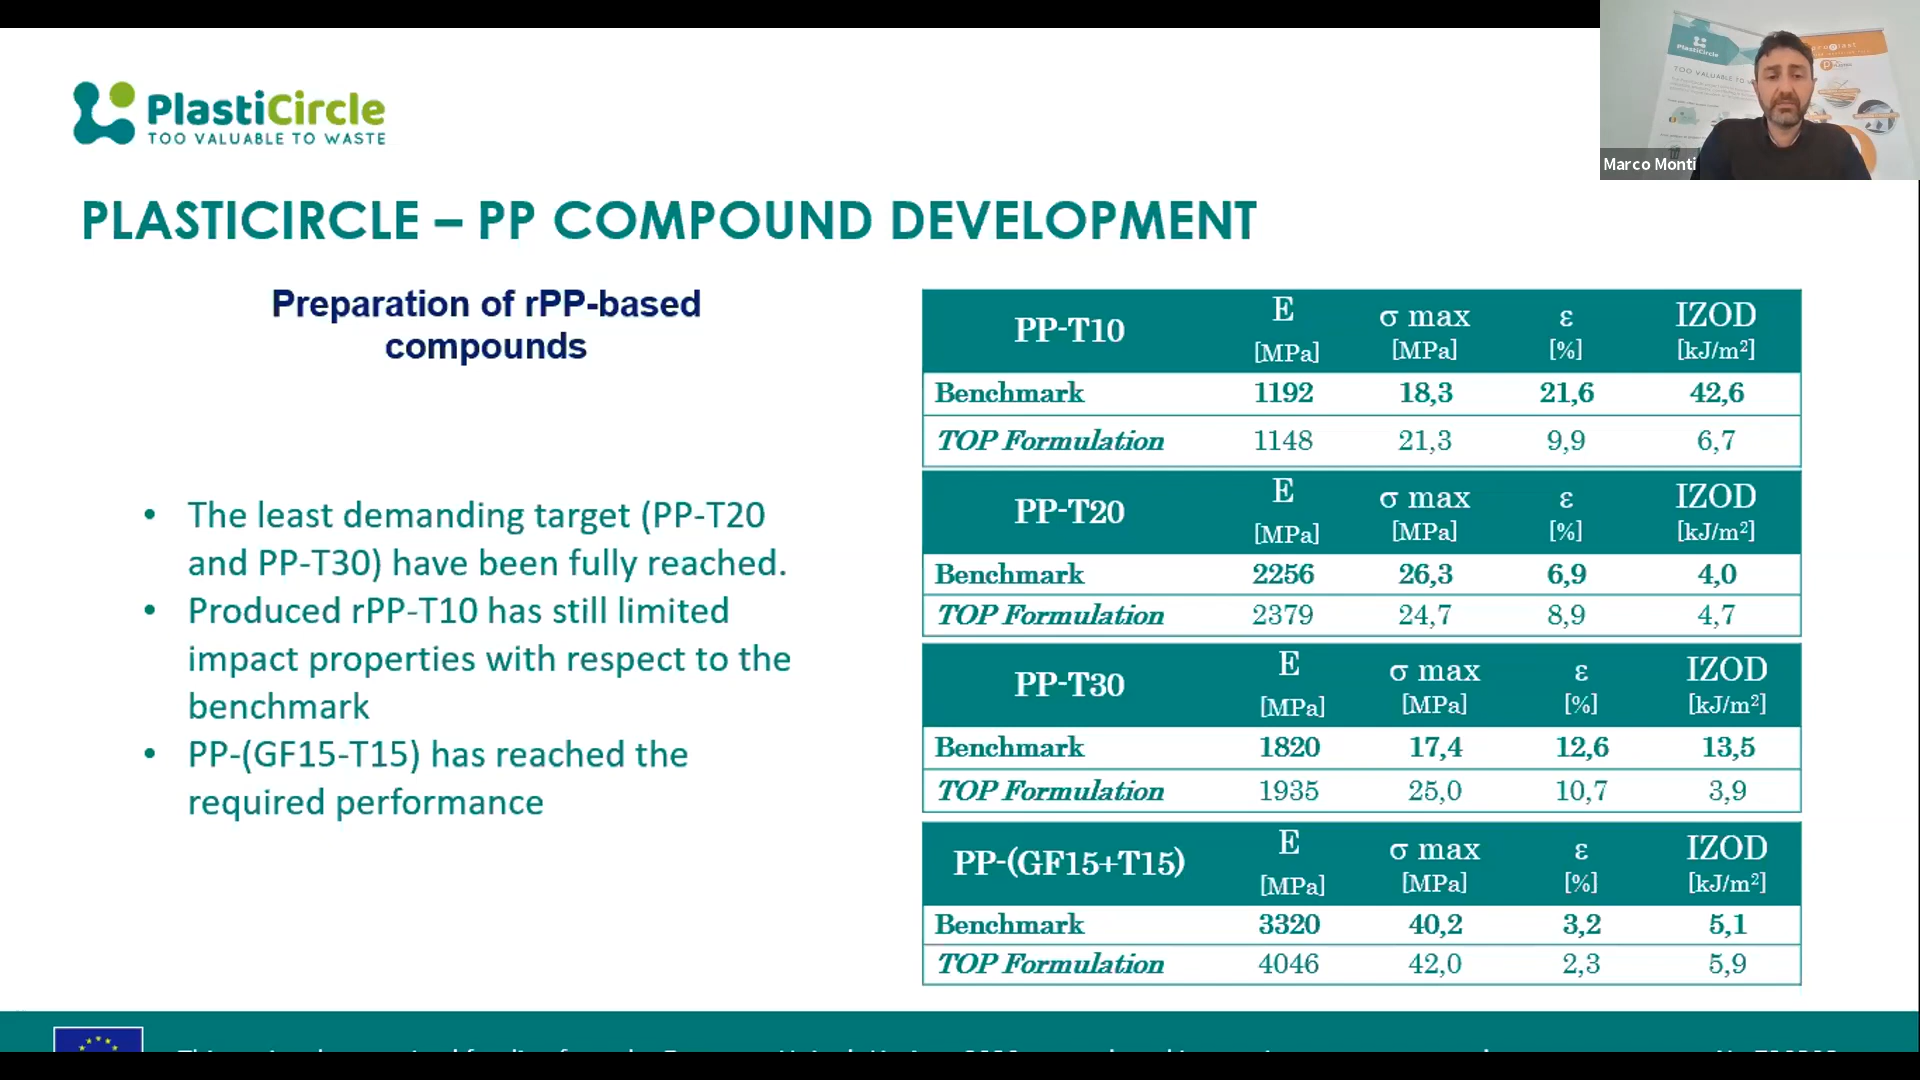 PlastiCircle
TOO VALUABLE TO WASTE
Marco Monti
PLASTICIRCLE – PP COMPOUND DEVELOPMENT
Preparation of rPP-based
compounds
• The least demanding target (PP-T20
and PP-T30) have been fully reached.
• Produced rPP-T10 has still limited
impact properties with respect to the
benchmark
• PP-(GF15-T15) has reached the
required performance
PP-T10 E [MPa] σ max [MPa] ε [%] IZOD [kJ/m²]
Benchmark 1192 18,3 21,6 42,6
TOP Formulation 1148 21,3 9,9 6,7
PP-T20 E [MPa] σ max [MPa] ε [%] IZOD [kJ/m²]
Benchmark 2256 26,3 6,9 4,0
TOP Formulation 2379 24,7 8,9 4,7
PP-T30 E [MPa] σ max [MPa] ε [%] IZOD [kJ/m²]
Benchmark 1820 17,4 12,6 13,5
TOP Formulation 1935 25,0 10,7 3,9
PP-(GF15+T15) E [MPa] σ max [MPa] ε [%] IZOD [kJ/m²]
Benchmark 3320 40,2 3,2 5,1
TOP Formulation 4046 42,0 2,3 5,9